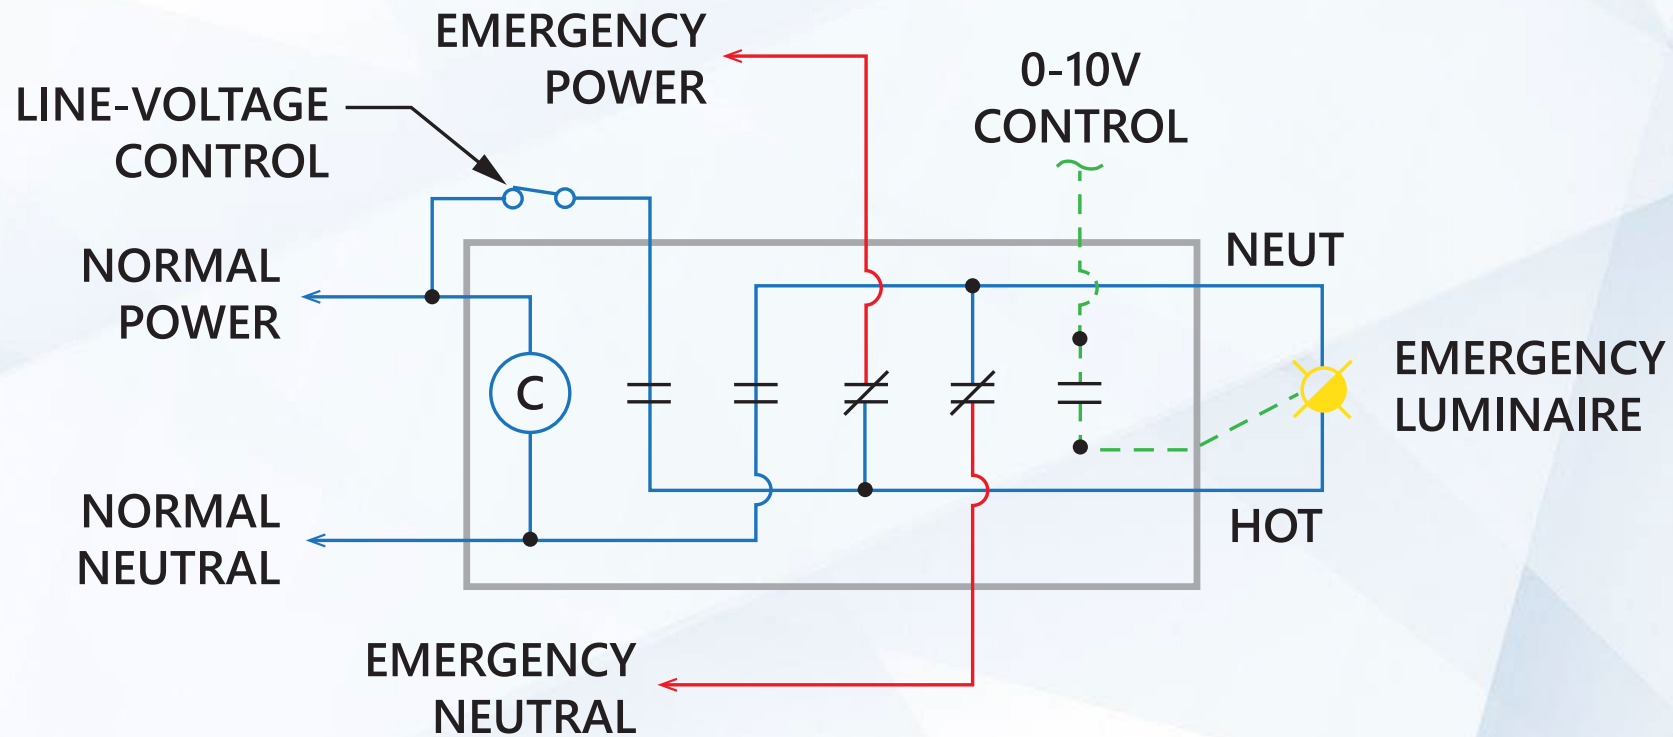 EMERGENCY
POWER
0-10V
CONTROL
LINE-VOLTAGE
CONTROL
NORMAL
POWER
NEUT
C
EMERGENCY
LUMINAIRE
NORMAL
NEUTRAL
HOT
EMERGENCY
NEUTRAL